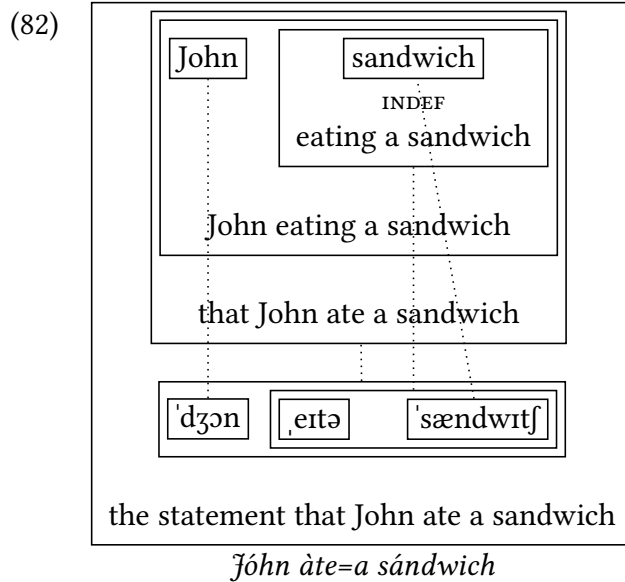 (82)
John sandwich
INDEF
eating a sandwich
John eating a sandwich
that John ate a sandwich
ˈdʒɔn ˌeɪtə ˈsændwɪtʃ
the statement that John ate a sandwich
Jóhn àte=a sándwich